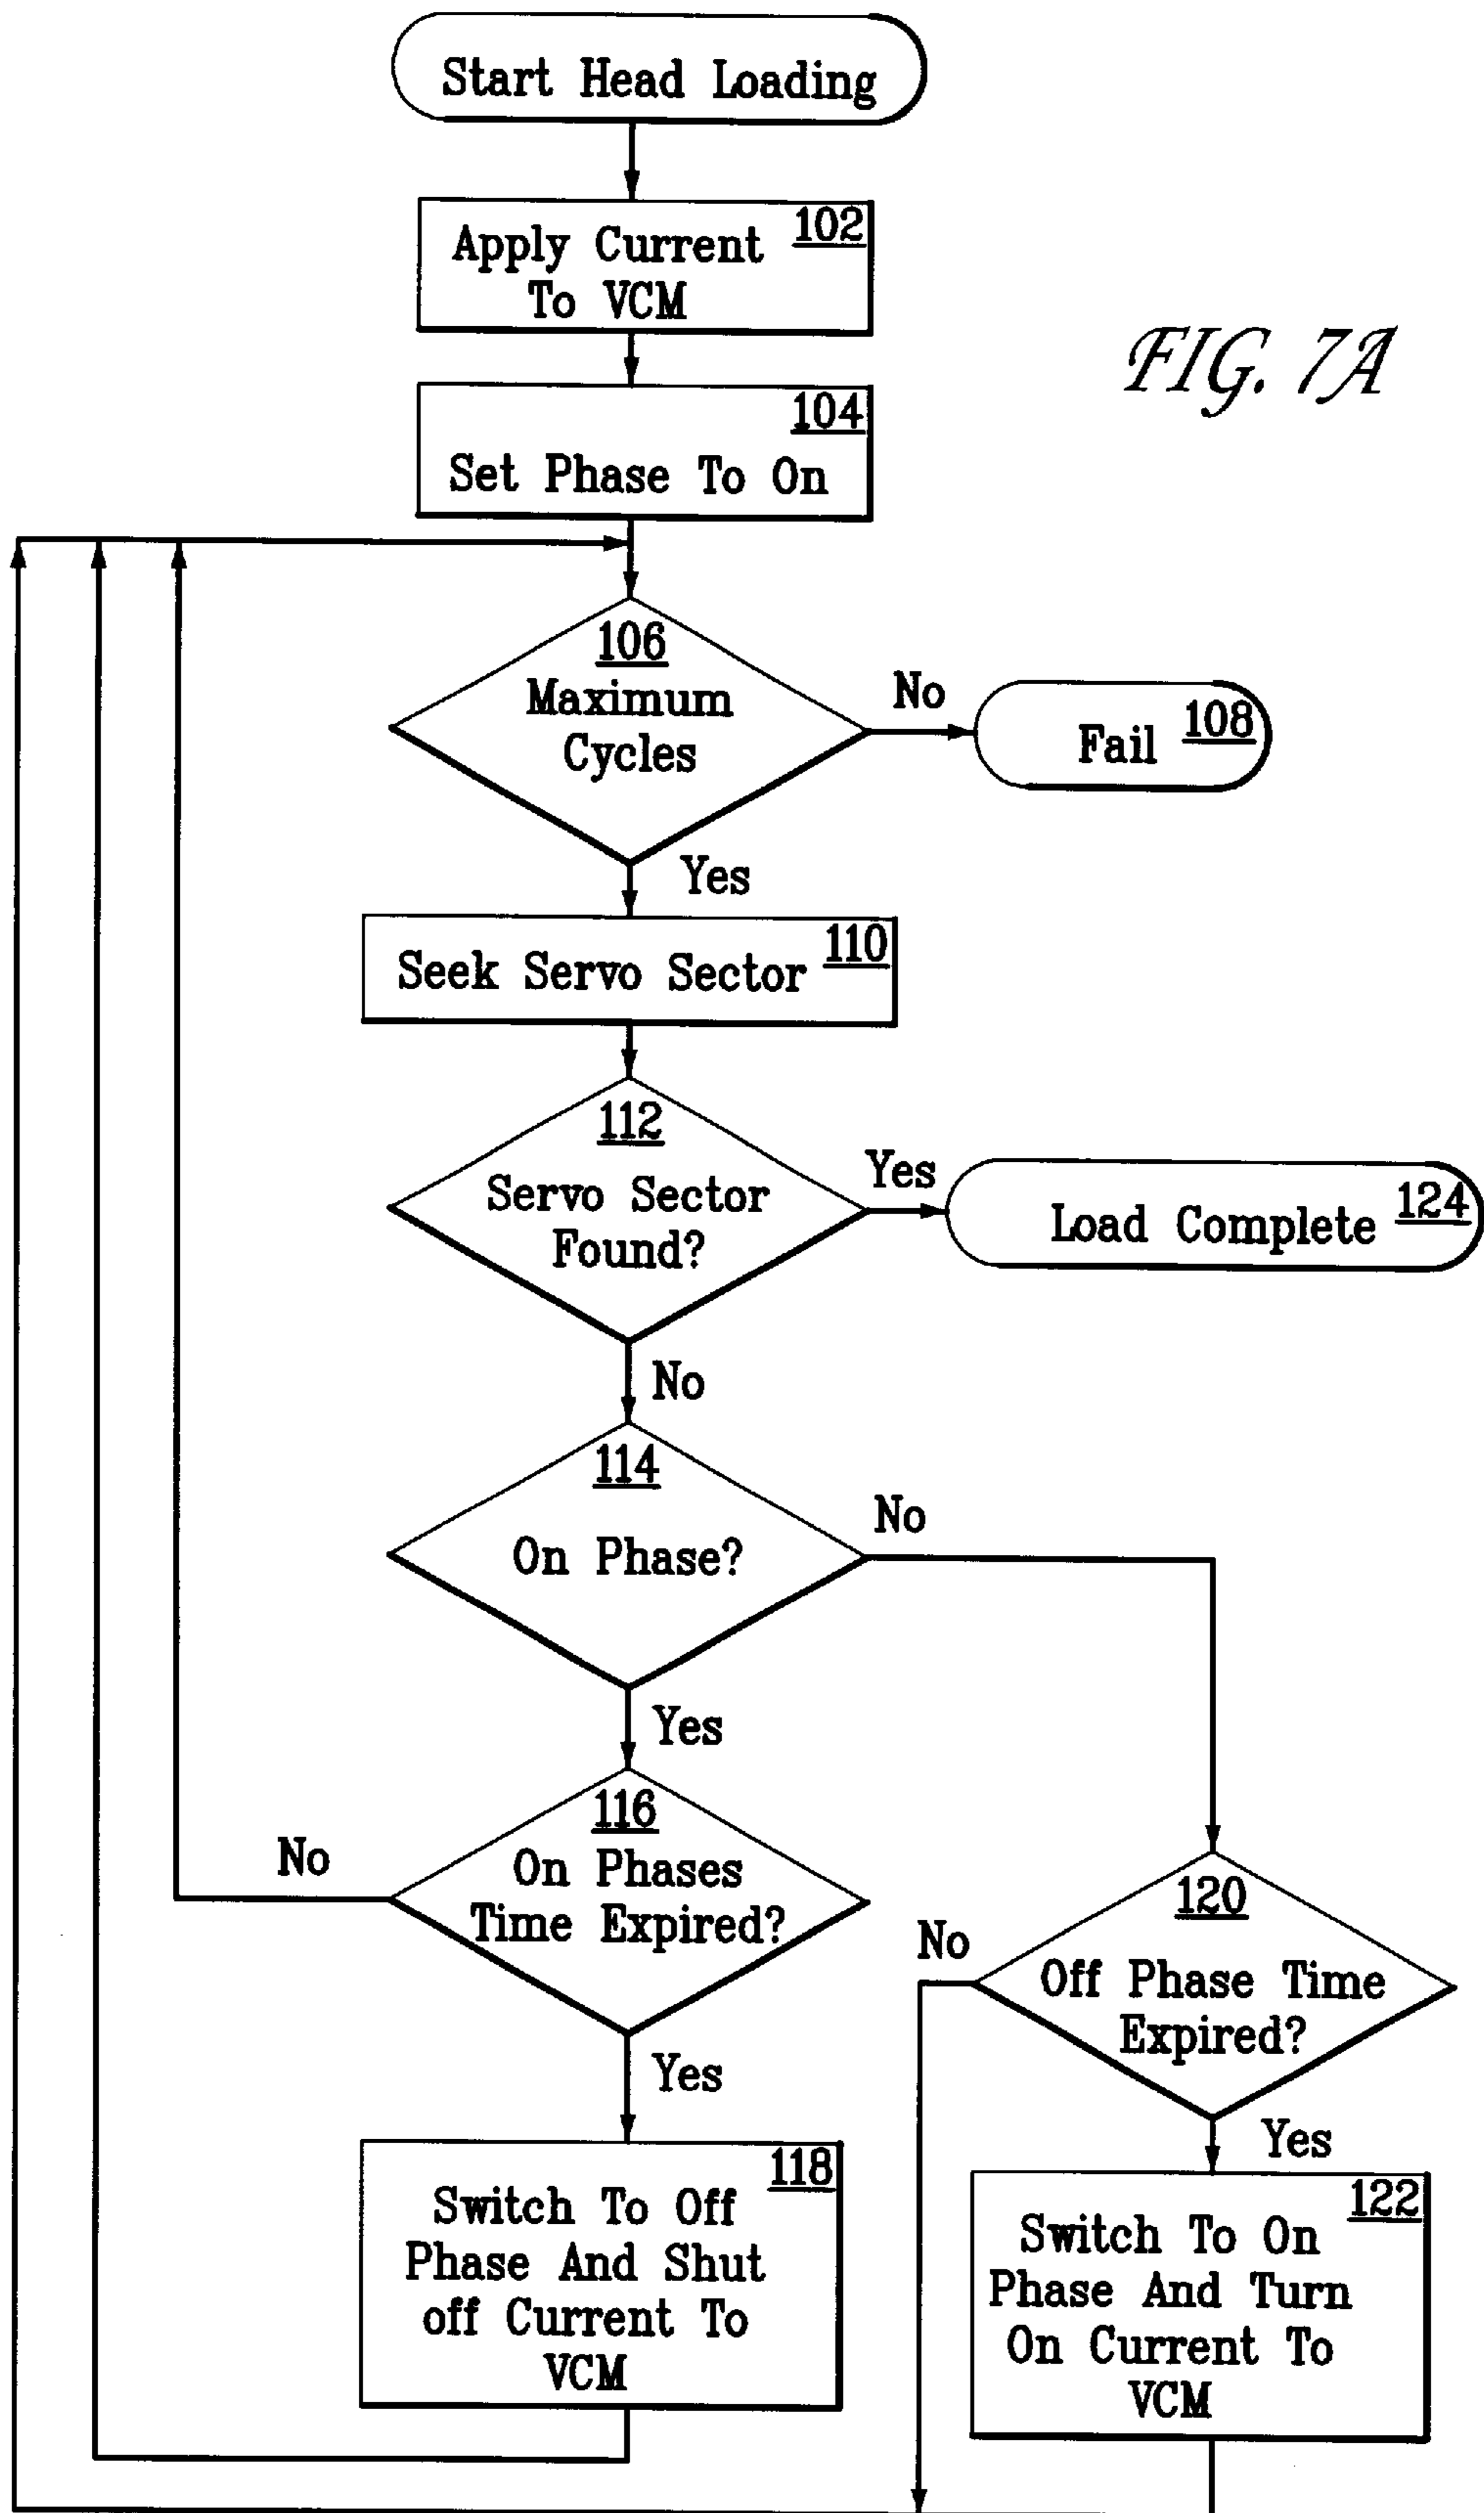 Start Head Loading
102
Apply Current
To VCM
FIG. 7A
104
Set Phase To On
106
Maximum
Cycles
No
Fail 108
Yes
Seek Servo Sector 110
112
Servo Sector
Found?
Yes
Load Complete 124
No
114
On Phase?
No
Yes
116
On Phases
Time Expired?
No
120
Off Phase Time
Expired?
No
Yes
118
Switch To Off
Phase And Shut
off Current To
VCM
Yes
122
Switch To On
Phase And Turn
On Current To
VCM